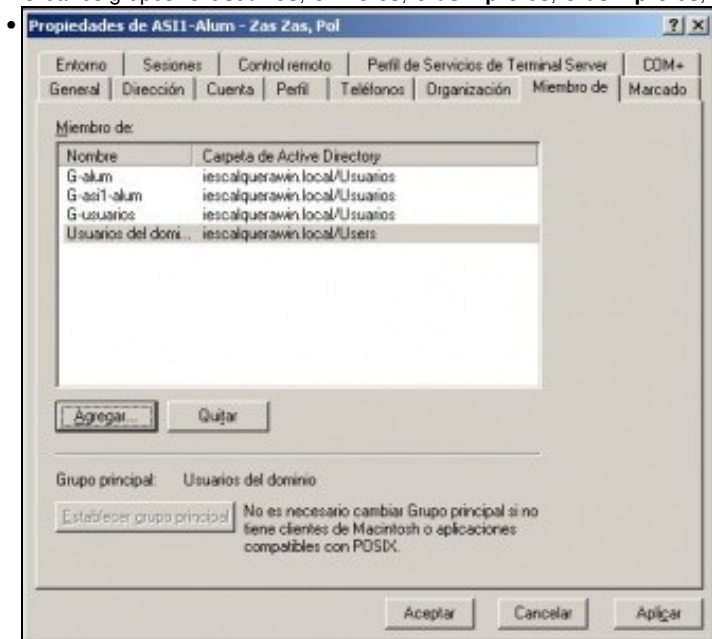 Propiedades de ASI1-Alum - Zas Zas, Pol
Entorno Sesiones Control remoto Perfil de Servicios de Terminal Server COM+
General Dirección Cuenta Perfil Teléfonos Organización Miembro de Marcado
Miembro de:
Nombre Carpeta de Active Directory
G-alum iescalquerawin.local/Usuarios
G-asi1-alum iescalquerawin.local/Usuarios
G-usuarios iescalquerawin.local/Usuarios
Usuarios del domi... iescalquerawin.local/Users
Agregar... Quitar
Grupo principal: Usuarios del dominio
Establecer grupo principal No es necesario cambiar Grupo principal si no
tiene clientes de Macintosh o aplicaciones
compatibles con POSIX.
Aceptar Cancelar Aplicar